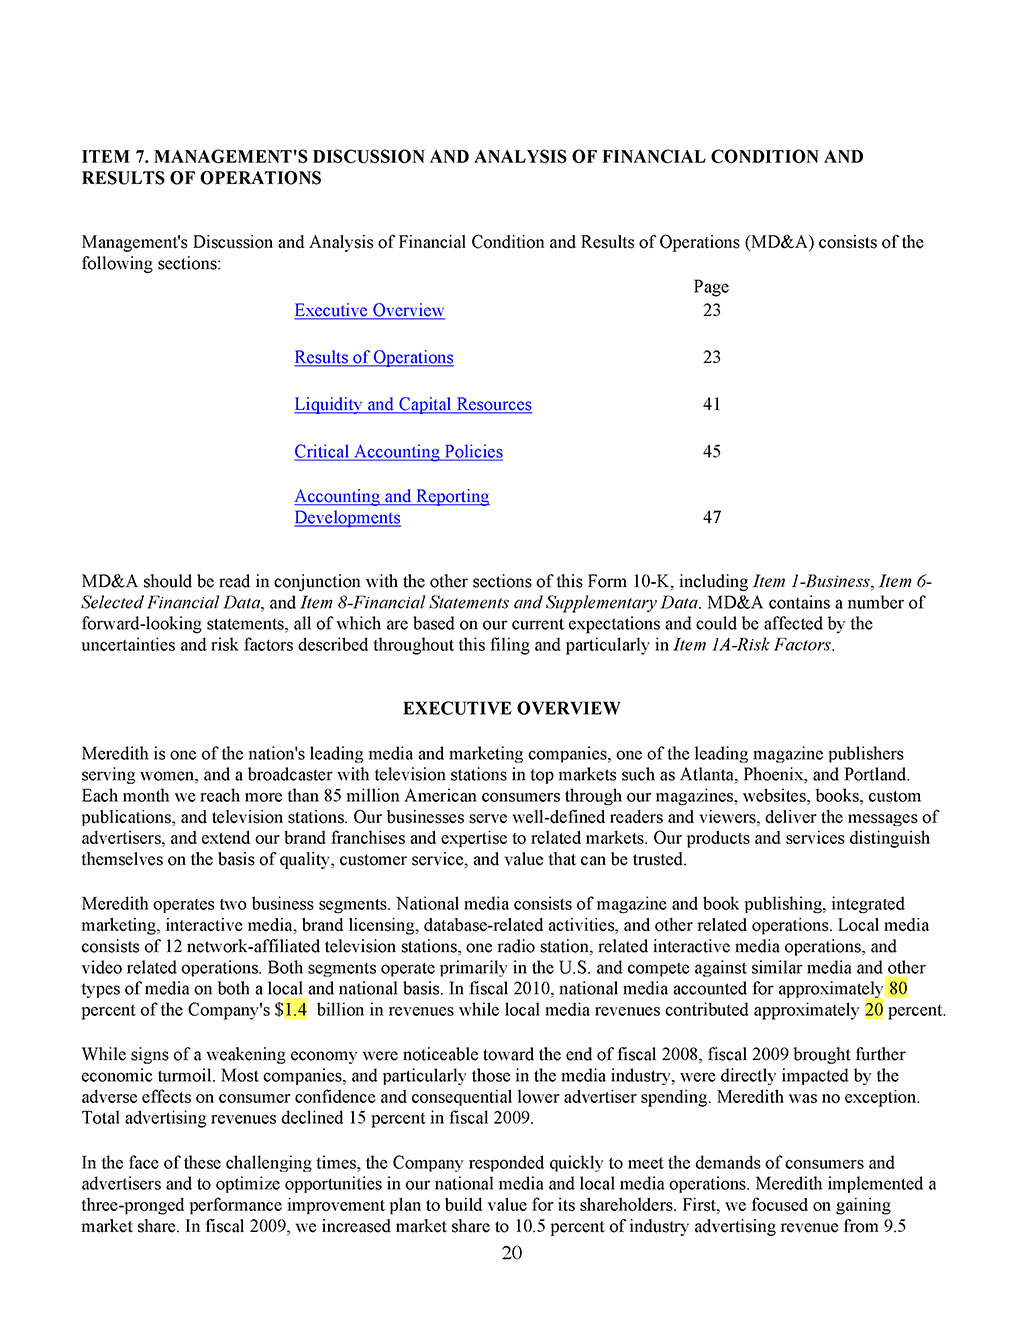 ITEM 7. MANAGEMENT'S DISCUSSION AND ANALYSIS OF FINANCIAL CONDITION AND
RESULTS OF OPERATIONS
Management's Discussion and Analysis of Financial Condition and Results of Operations (MD&A) consists of the
following sections:
Page
Executive Overview 23
Results of Operations 23
Liquidity and Capital Resources 41
Critical Accounting Policies 45
Accounting and Reporting
Developments 47
MD&A should be read in conjunction with the other sections of this Form 10-K, including Item 1-Business, Item 6-
Selected Financial Data, and Item 8-Financial Statements and Supplementary Data. MD&A contains a number of
forward-looking statements, all of which are based on our current expectations and could be affected by the
uncertainties and risk factors described throughout this filing and particularly in Item 1A-Risk Factors.
EXECUTIVE OVERVIEW
Meredith is one of the nation's leading media and marketing companies, one of the leading magazine publishers
serving women, and a broadcaster with television stations in top markets such as Atlanta, Phoenix, and Portland.
Each month we reach more than 85 million American consumers through our magazines, websites, books, custom
publications, and television stations. Our businesses serve well-defined readers and viewers, deliver the messages of
advertisers, and extend our brand franchises and expertise to related markets. Our products and services distinguish
themselves on the basis of quality, customer service, and value that can be trusted.
Meredith operates two business segments. National media consists of magazine and book publishing, integrated
marketing, interactive media, brand licensing, database-related activities, and other related operations. Local media
consists of 12 network-affiliated television stations, one radio station, related interactive media operations, and
video related operations. Both segments operate primarily in the U.S. and compete against similar media and other
types of media on both a local and national basis. In fiscal 2010, national media accounted for approximately 80
percent of the Company's $1.4 billion in revenues while local media revenues contributed approximately 20 percent.
While signs of a weakening economy were noticeable toward the end of fiscal 2008, fiscal 2009 brought further
economic turmoil. Most companies, and particularly those in the media industry, were directly impacted by the
adverse effects on consumer confidence and consequential lower advertiser spending. Meredith was no exception.
Total advertising revenues declined 15 percent in fiscal 2009.
In the face of these challenging times, the Company responded quickly to meet the demands of consumers and
advertisers and to optimize opportunities in our national media and local media operations. Meredith implemented a
three-pronged performance improvement plan to build value for its shareholders. First, we focused on gaining
market share. In fiscal 2009, we increased market share to 10.5 percent of industry advertising revenue from 9.5
20